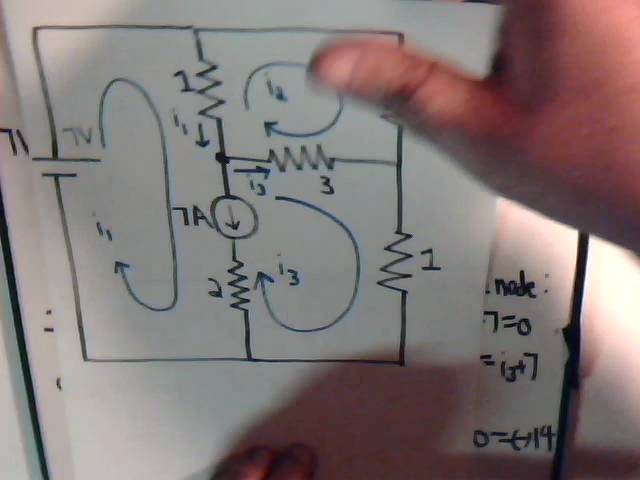 7V
7V
1
i₁
i₂
i₃
3
7A
i₁
2
i₃
1
node:
7=0
=i₃+7
0=(-)14